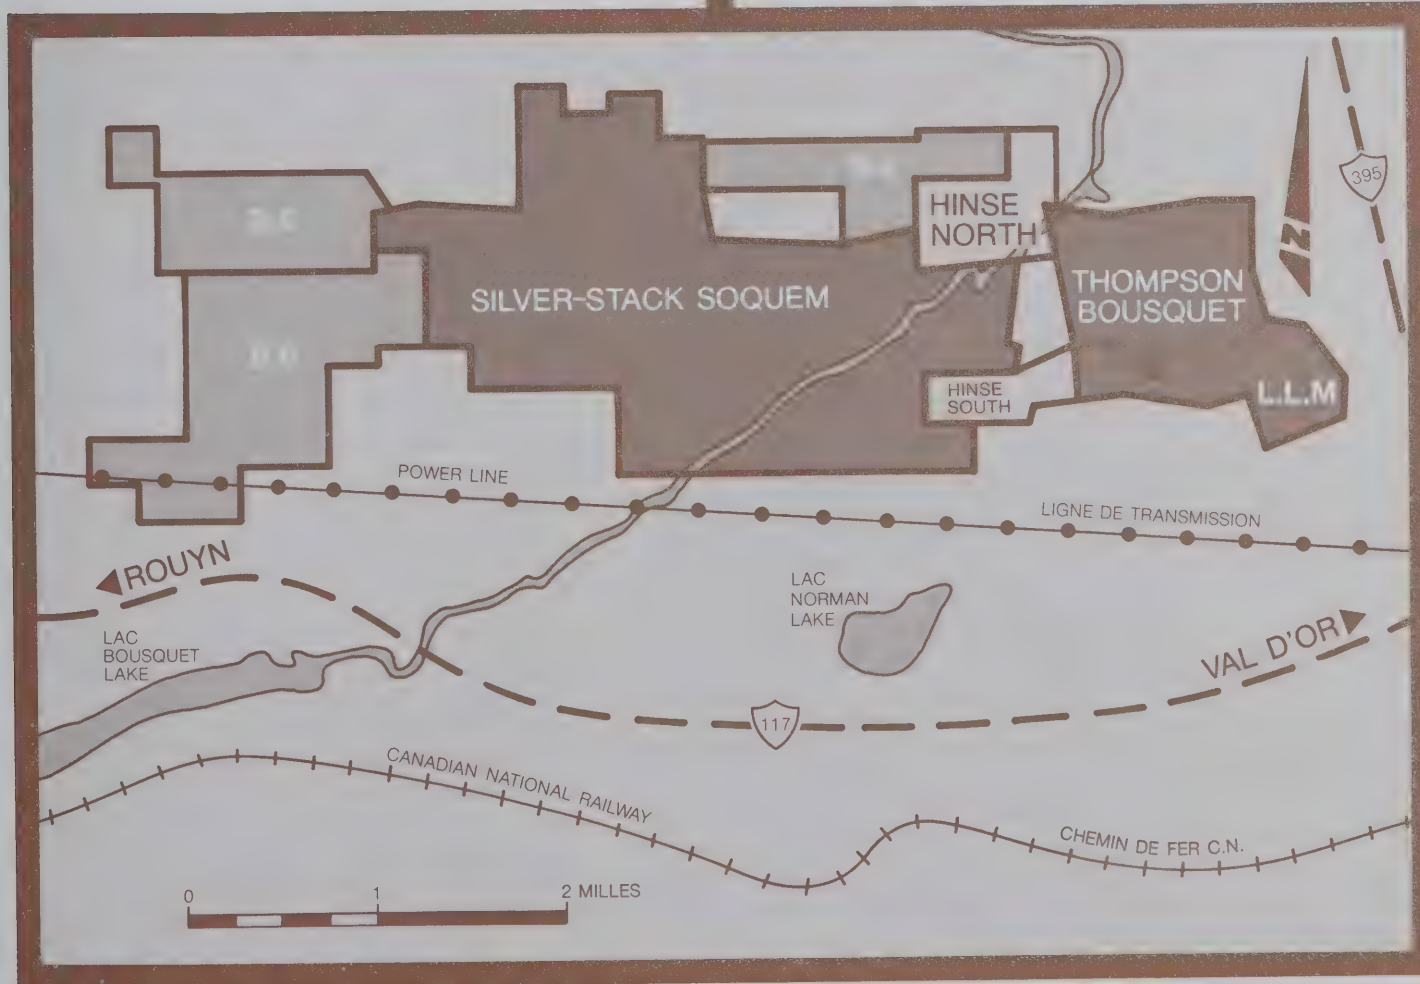 395
HINSE
NORTH
N
THOMPSON
BOUSQUET
SILVER-STACK SOQUEM
HINSE
SOUTH
L.L.M
POWER LINE
LIGNE DE TRANSMISSION
ROUYN
LAC
NORMAN
LAKE
LAC
BOUSQUET
LAKE
VAL D'OR
117
CANADIAN NATIONAL RAILWAY
CHEMIN DE FER C.N.
0 1 2 MILLES